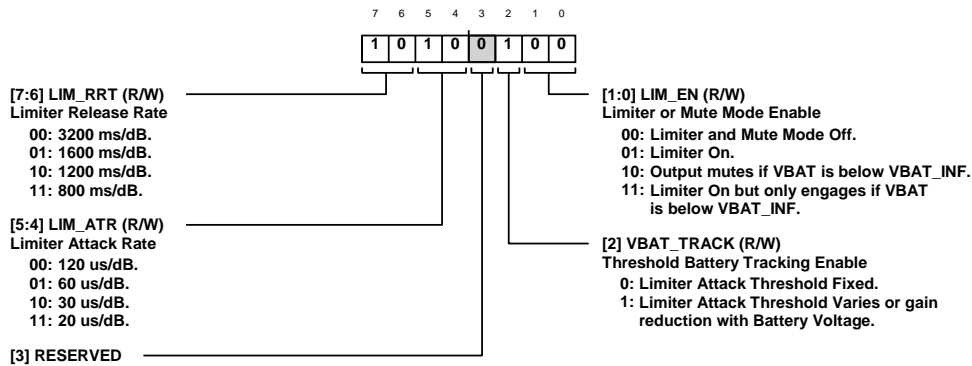 7 6 5 4 3 2 1 0
1 0 1 0 0 1 0 0
[7:6] LIM_RRT (R/W)
Limiter Release Rate
00: 3200 ms/dB.
01: 1600 ms/dB.
10: 1200 ms/dB.
11: 800 ms/dB.
[5:4] LIM_ATR (R/W)
Limiter Attack Rate
00: 120 us/dB.
01: 60 us/dB.
10: 30 us/dB.
11: 20 us/dB.
[3] RESERVED
[1:0] LIM_EN (R/W)
Limiter or Mute Mode Enable
00: Limiter and Mute Mode Off.
01: Limiter On.
10: Output mutes if VBAT is below VBAT_INF.
11: Limiter On but only engages if VBAT
is below VBAT_INF.
[2] VBAT_TRACK (R/W)
Threshold Battery Tracking Enable
0: Limiter Attack Threshold Fixed.
1: Limiter Attack Threshold Varies or gain
reduction with Battery Voltage.